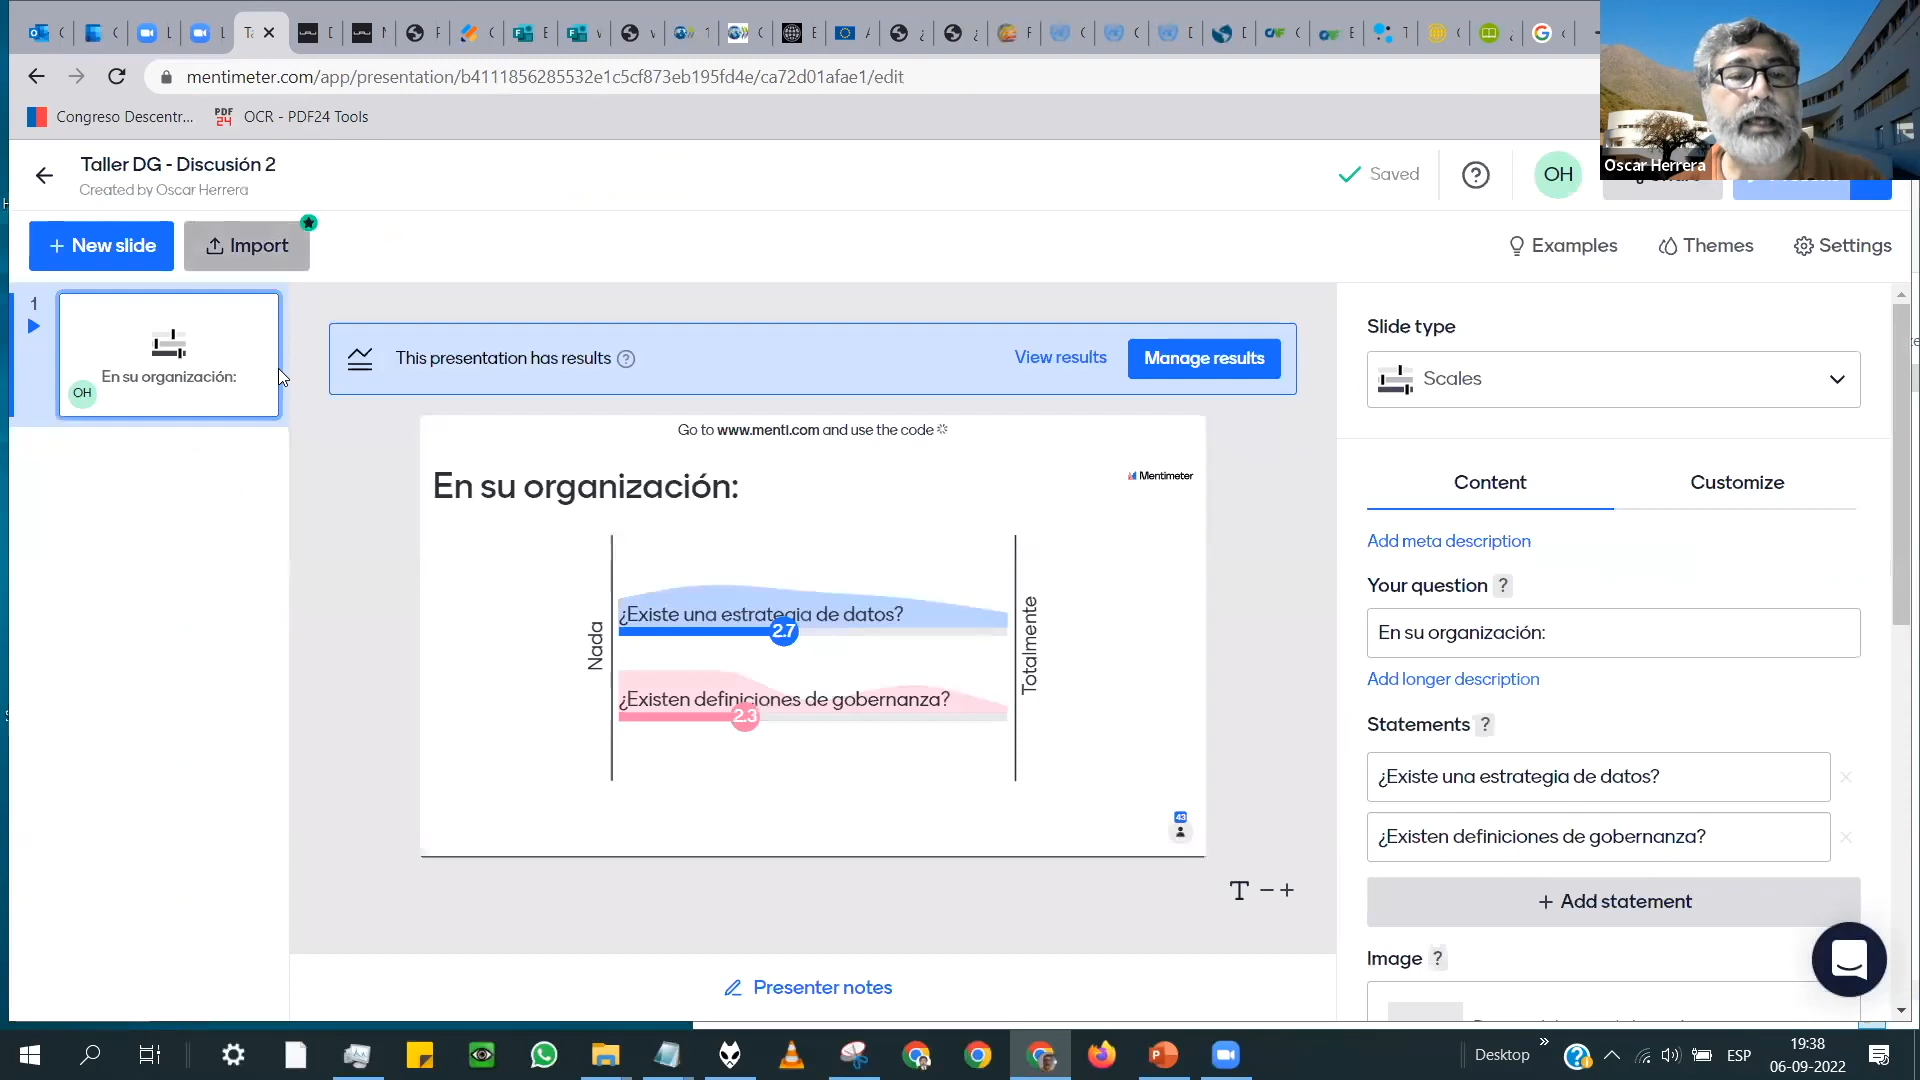 mentimeter.com/app/presentation/b4111856285532e1c5cf873eb195fd4e/ca72d01afae1/edit
Congreso Descentr...
PDF 24
OCR - PDF24 Tools
Oscar Herrera
Taller DG - Discusión 2
Created by Oscar Herrera
Saved
OH
+ New slide
Import
Examples
Themes
Settings
1
En su organización:
OH
This presentation has results
View results
Manage results
Go to www.menti.com and use the code
En su organización:
Mentimeter
Nada
¿Existe una estrategia de datos?
2.7
¿Existen definiciones de gobernanza?
2.3
Totalmente
43
T − +
Presenter notes
Slide type
Scales
Content
Customize
Add meta description
Your question ?
En su organización:
Add longer description
Statements ?
¿Existe una estrategia de datos?
¿Existen definiciones de gobernanza?
+ Add statement
Image ?
Desktop
ESP
19:38
06-09-2022